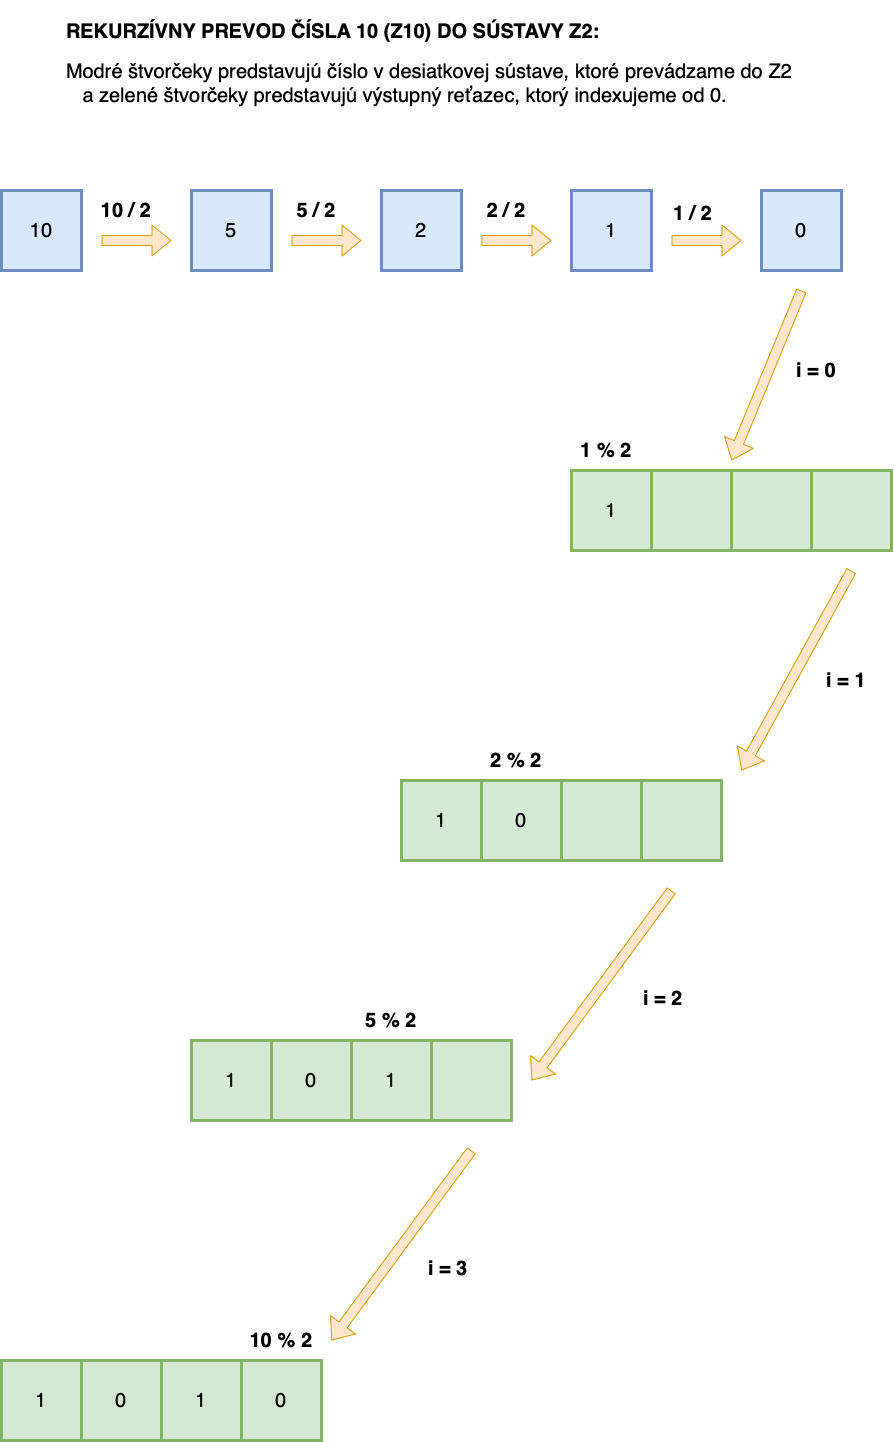 REKURZÍVNY PREVOD ČÍSLA 10 (Z10) DO SÚSTAVY Z2:
Modré štvorčeky predstavujú číslo v desiatkovej sústave, ktoré prevádzame do Z2
a zelené štvorčeky predstavujú výstupný reťazec, ktorý indexujeme od 0.
10 / 2 5 / 2 2 / 2 1 / 2
10 5 2 1 0
i = 0
1 % 2
1
i = 1
2 % 2
1 0
i = 2
5 % 2
1 0 1
i = 3
10 % 2
1 0 1 0